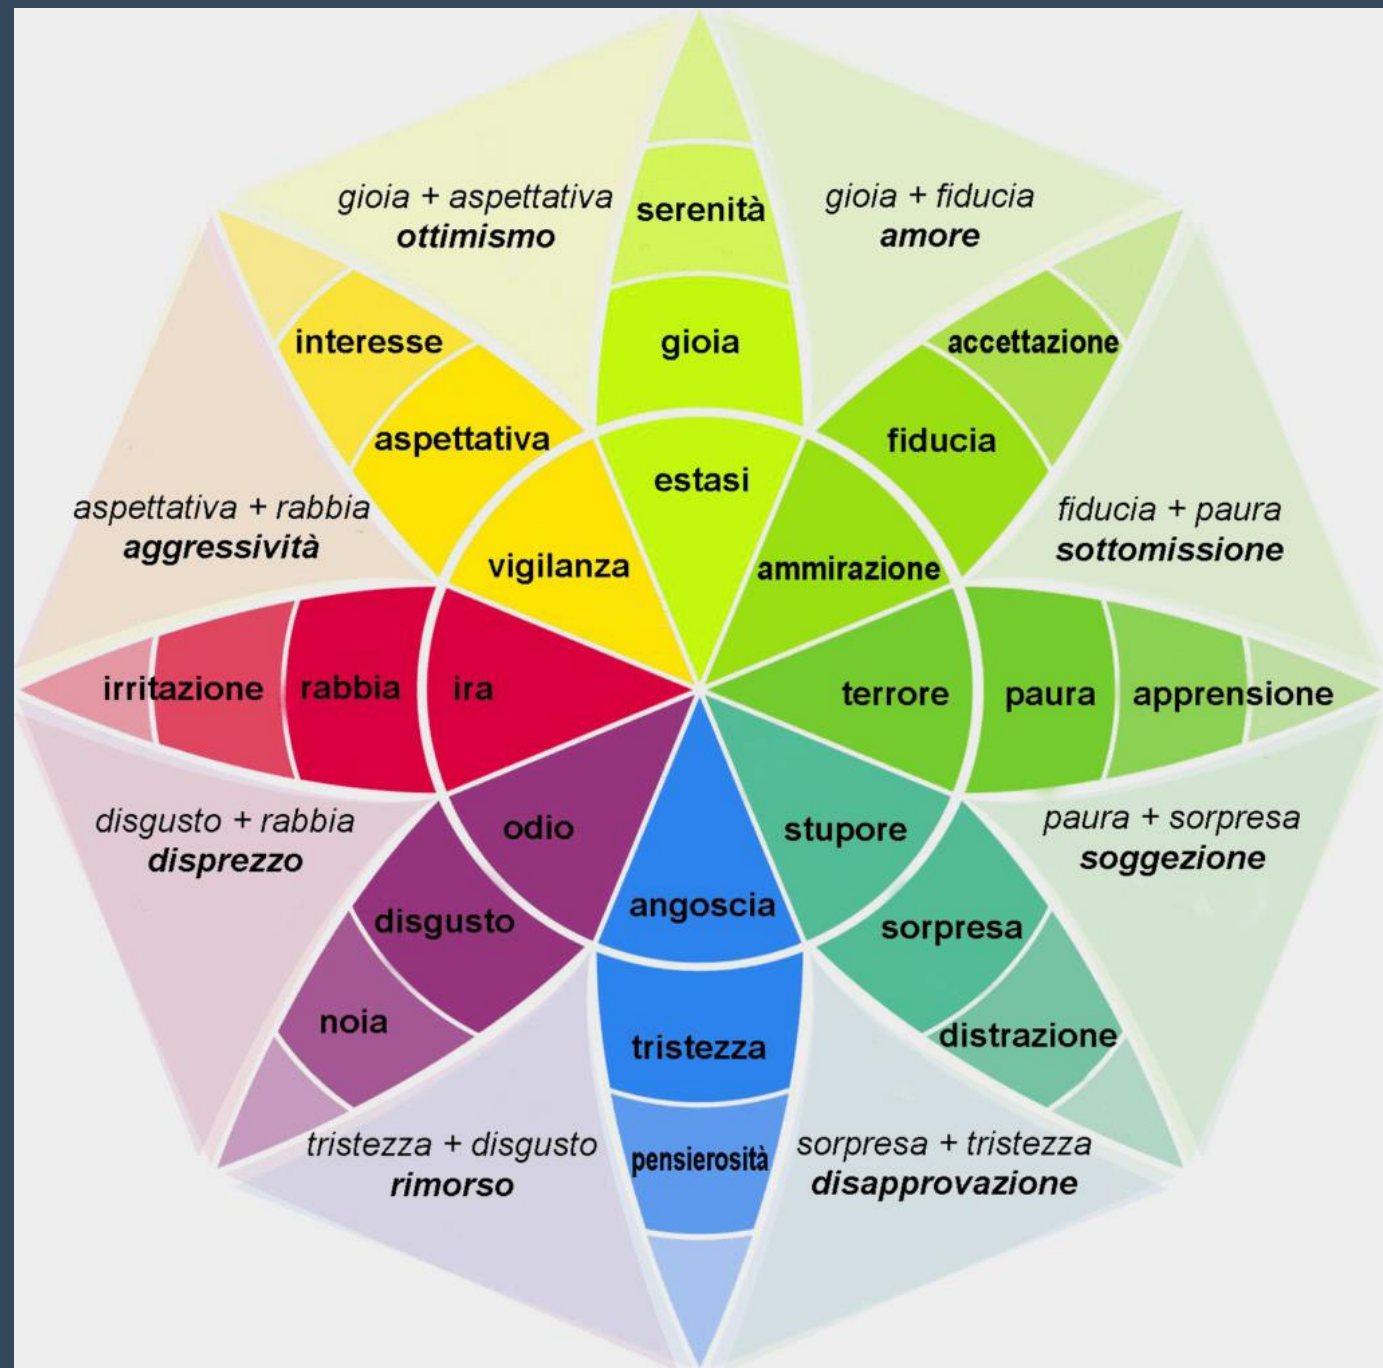 gioia + aspettativa
ottimismo
serenità
gioia + fiducia
amore
interesse
gioia
accettazione
aspettativa
fiducia
estasi
aspettativa + rabbia
aggressività
fiducia + paura
sottomissione
vigilanza
ammirazione
irritazione
rabbia
ira
terrore
paura
apprensione
disgusto + rabbia
disprezzo
odio
stupore
paura + sorpresa
soggezione
angoscia
disgusto
sorpresa
noia
tristezza
distrazione
tristezza + disgusto
rimorso
pensierosità
sorpresa + tristezza
disapprovazione